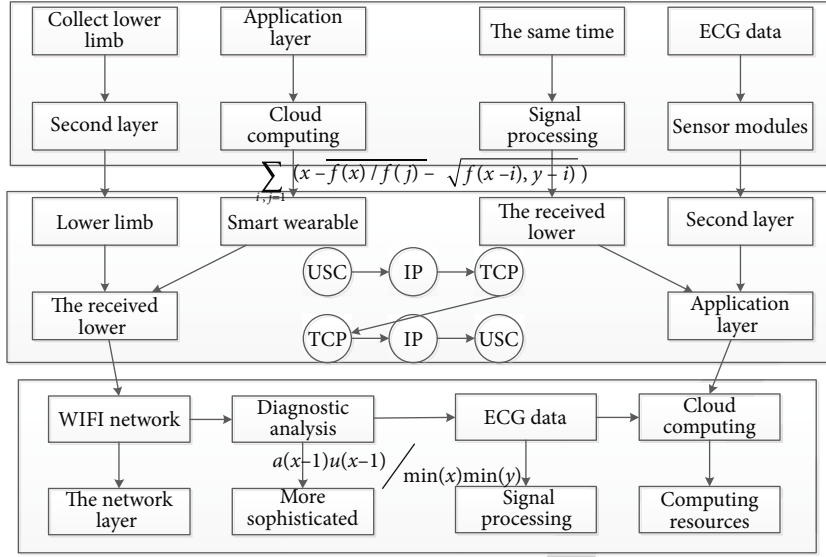 Collect lower
limb
Application
layer
The same time
ECG data
Second layer
Cloud
computing
Signal
processing
Sensor modules
∑ i, j=1 (x – f(x) / f(j) – √f(x–i), y – i) )
Lower limb
Smart wearable
The received
lower
Second layer
USC
IP
TCP
The received
lower
Application
layer
TCP
IP
USC
WIFI network
Diagnostic
analysis
ECG data
Cloud
computing
a(x–1)u(x–1) / min(x)min(y)
The network
layer
More
sophisticated
Signal
processing
Computing
resources